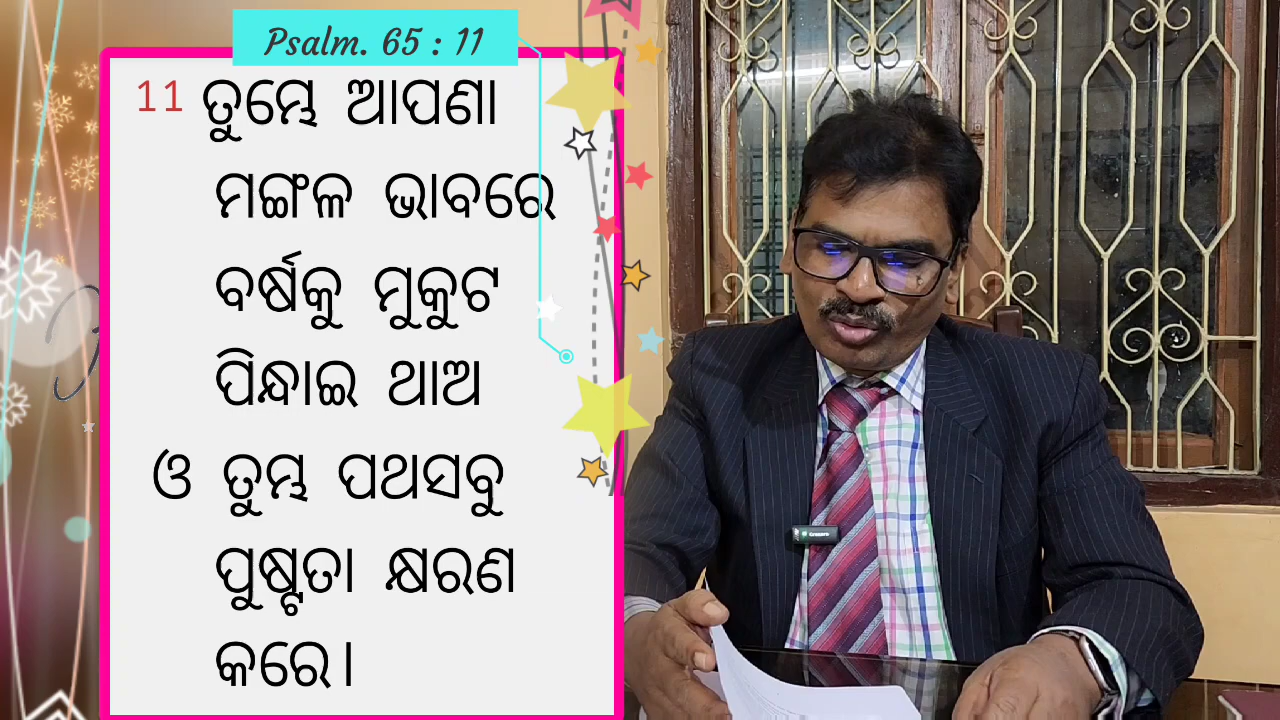 Psalm. 65 : 11
11 ତୁମ୍ଭେ ଆପଣା
ମଙ୍ଗଳ ଭାବରେ
ବର୍ଷକୁ ମୁକୁଟ
ପିନ୍ଧାଇ ଥାଅ
ଓ ତୁମ୍ଭ ପଥସବୁ
ପୁଷ୍ଟତା କ୍ଷରଣ
କରେ।